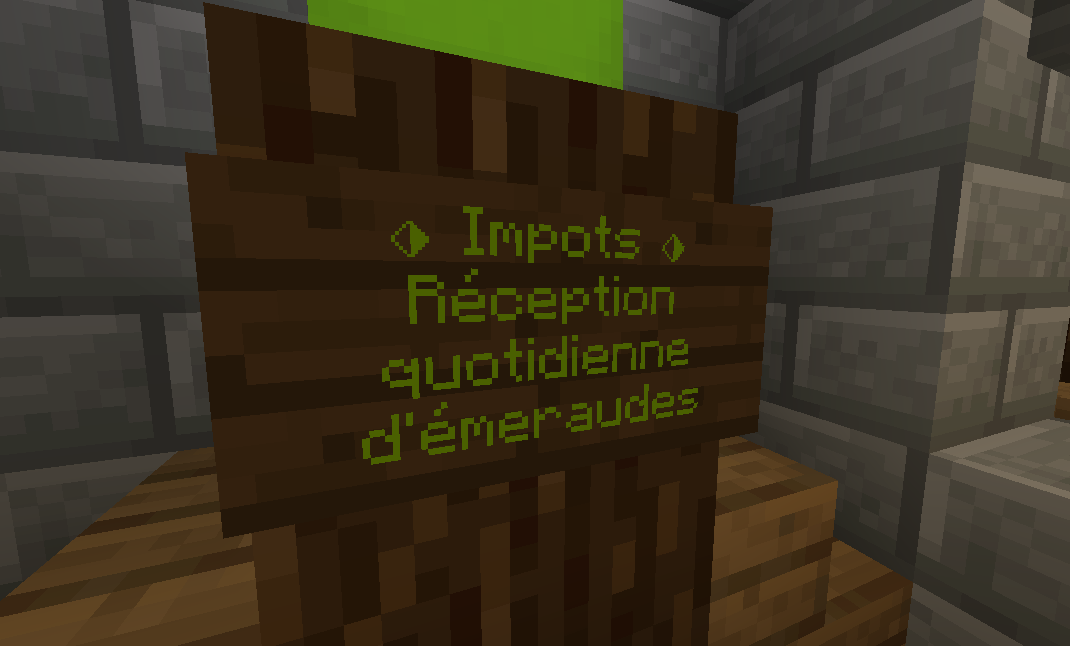 ◊ Impots ◊
Réception
quotidienne
d'émeraudes